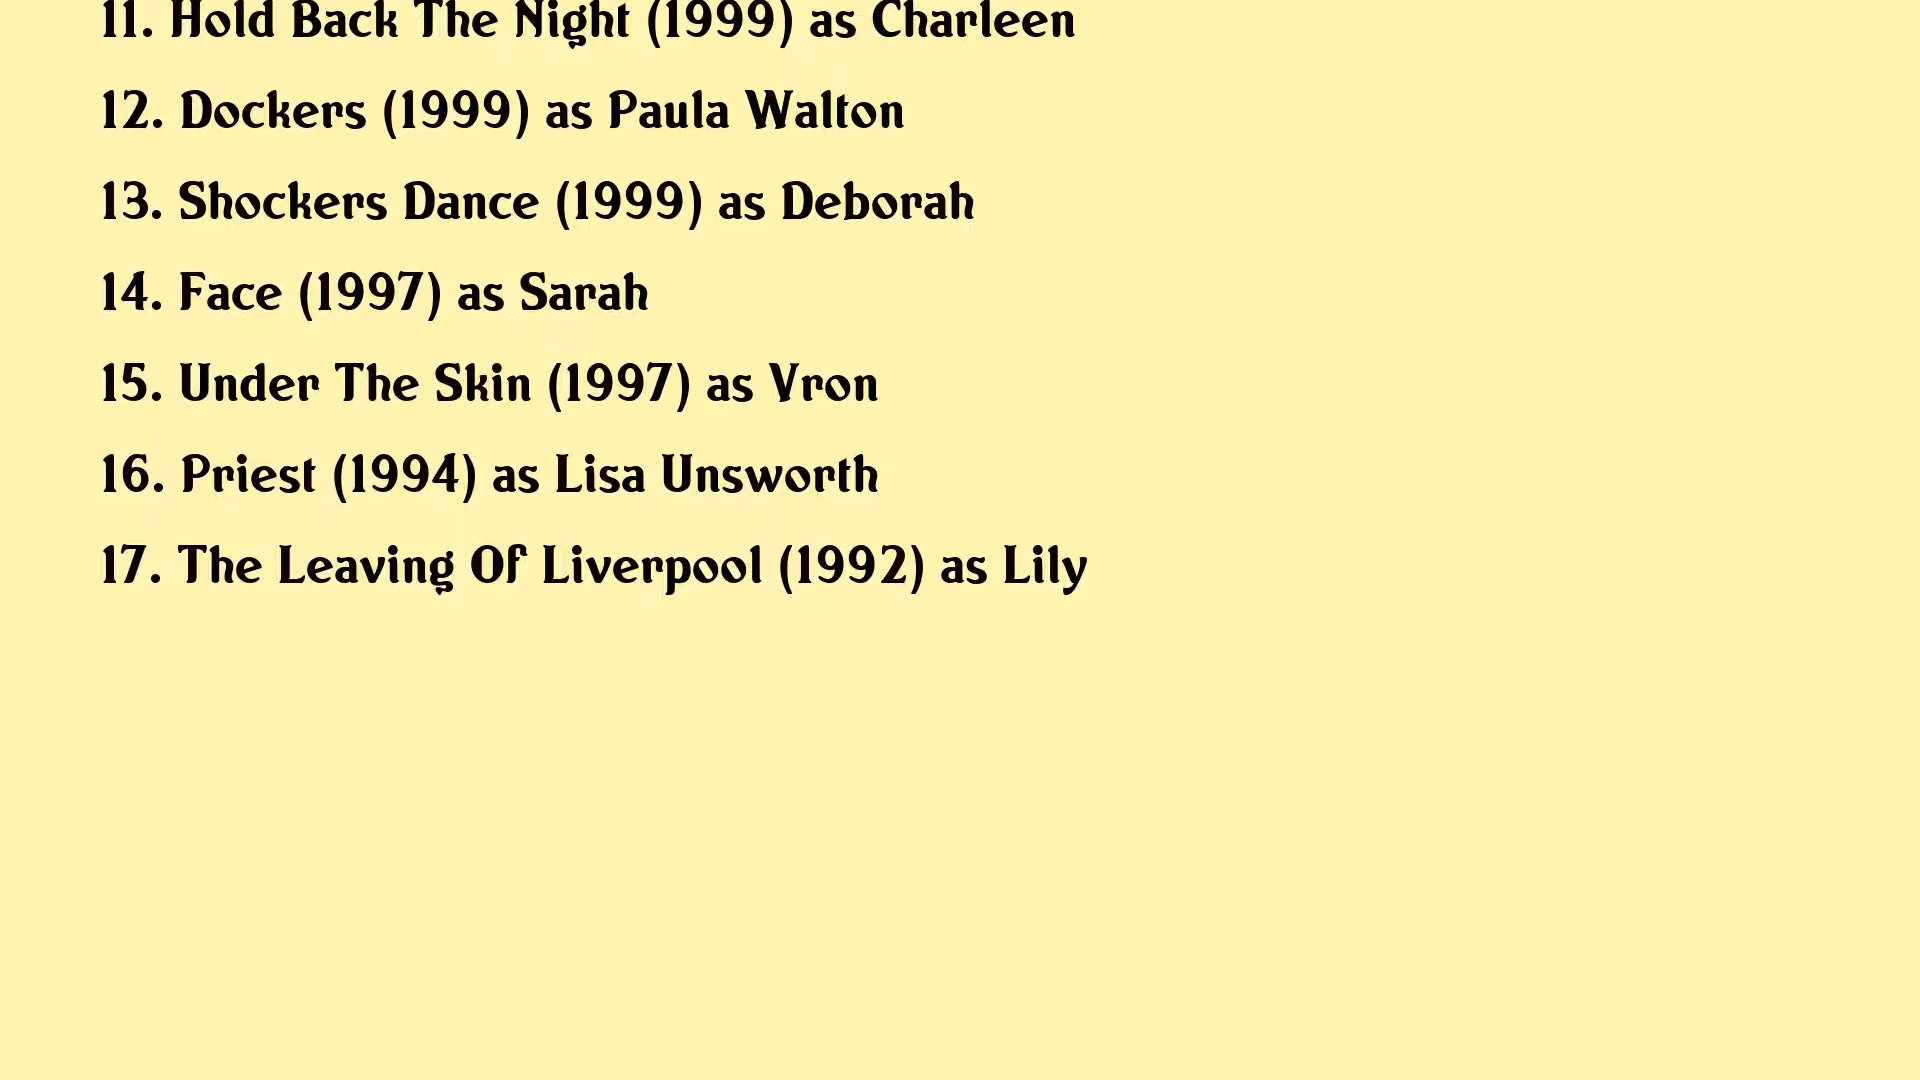 11. Hold Back The Night (1999) as Charleen
12. Dockers (1999) as Paula Walton
13. Shockers Dance (1999) as Deborah
14. Face (1997) as Sarah
15. Under The Skin (1997) as Vron
16. Priest (1994) as Lisa Unsworth
17. The Leaving Of Liverpool (1992) as Lily